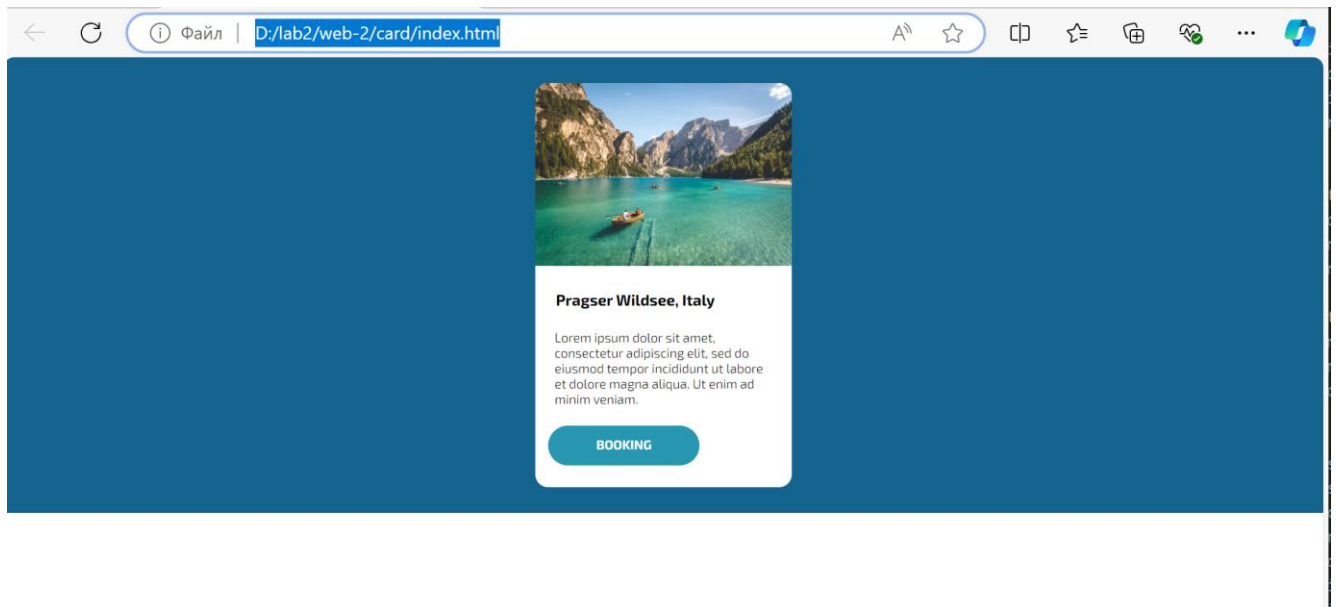 Файл | D:/lab2/web-2/card/index.html
Pragser Wildsee, Italy
Lorem ipsum dolor sit amet,
consectetur adipiscing elit, sed do
eiusmod tempor incididunt ut labore
et dolore magna aliqua. Ut enim ad
minim veniam.
BOOKING